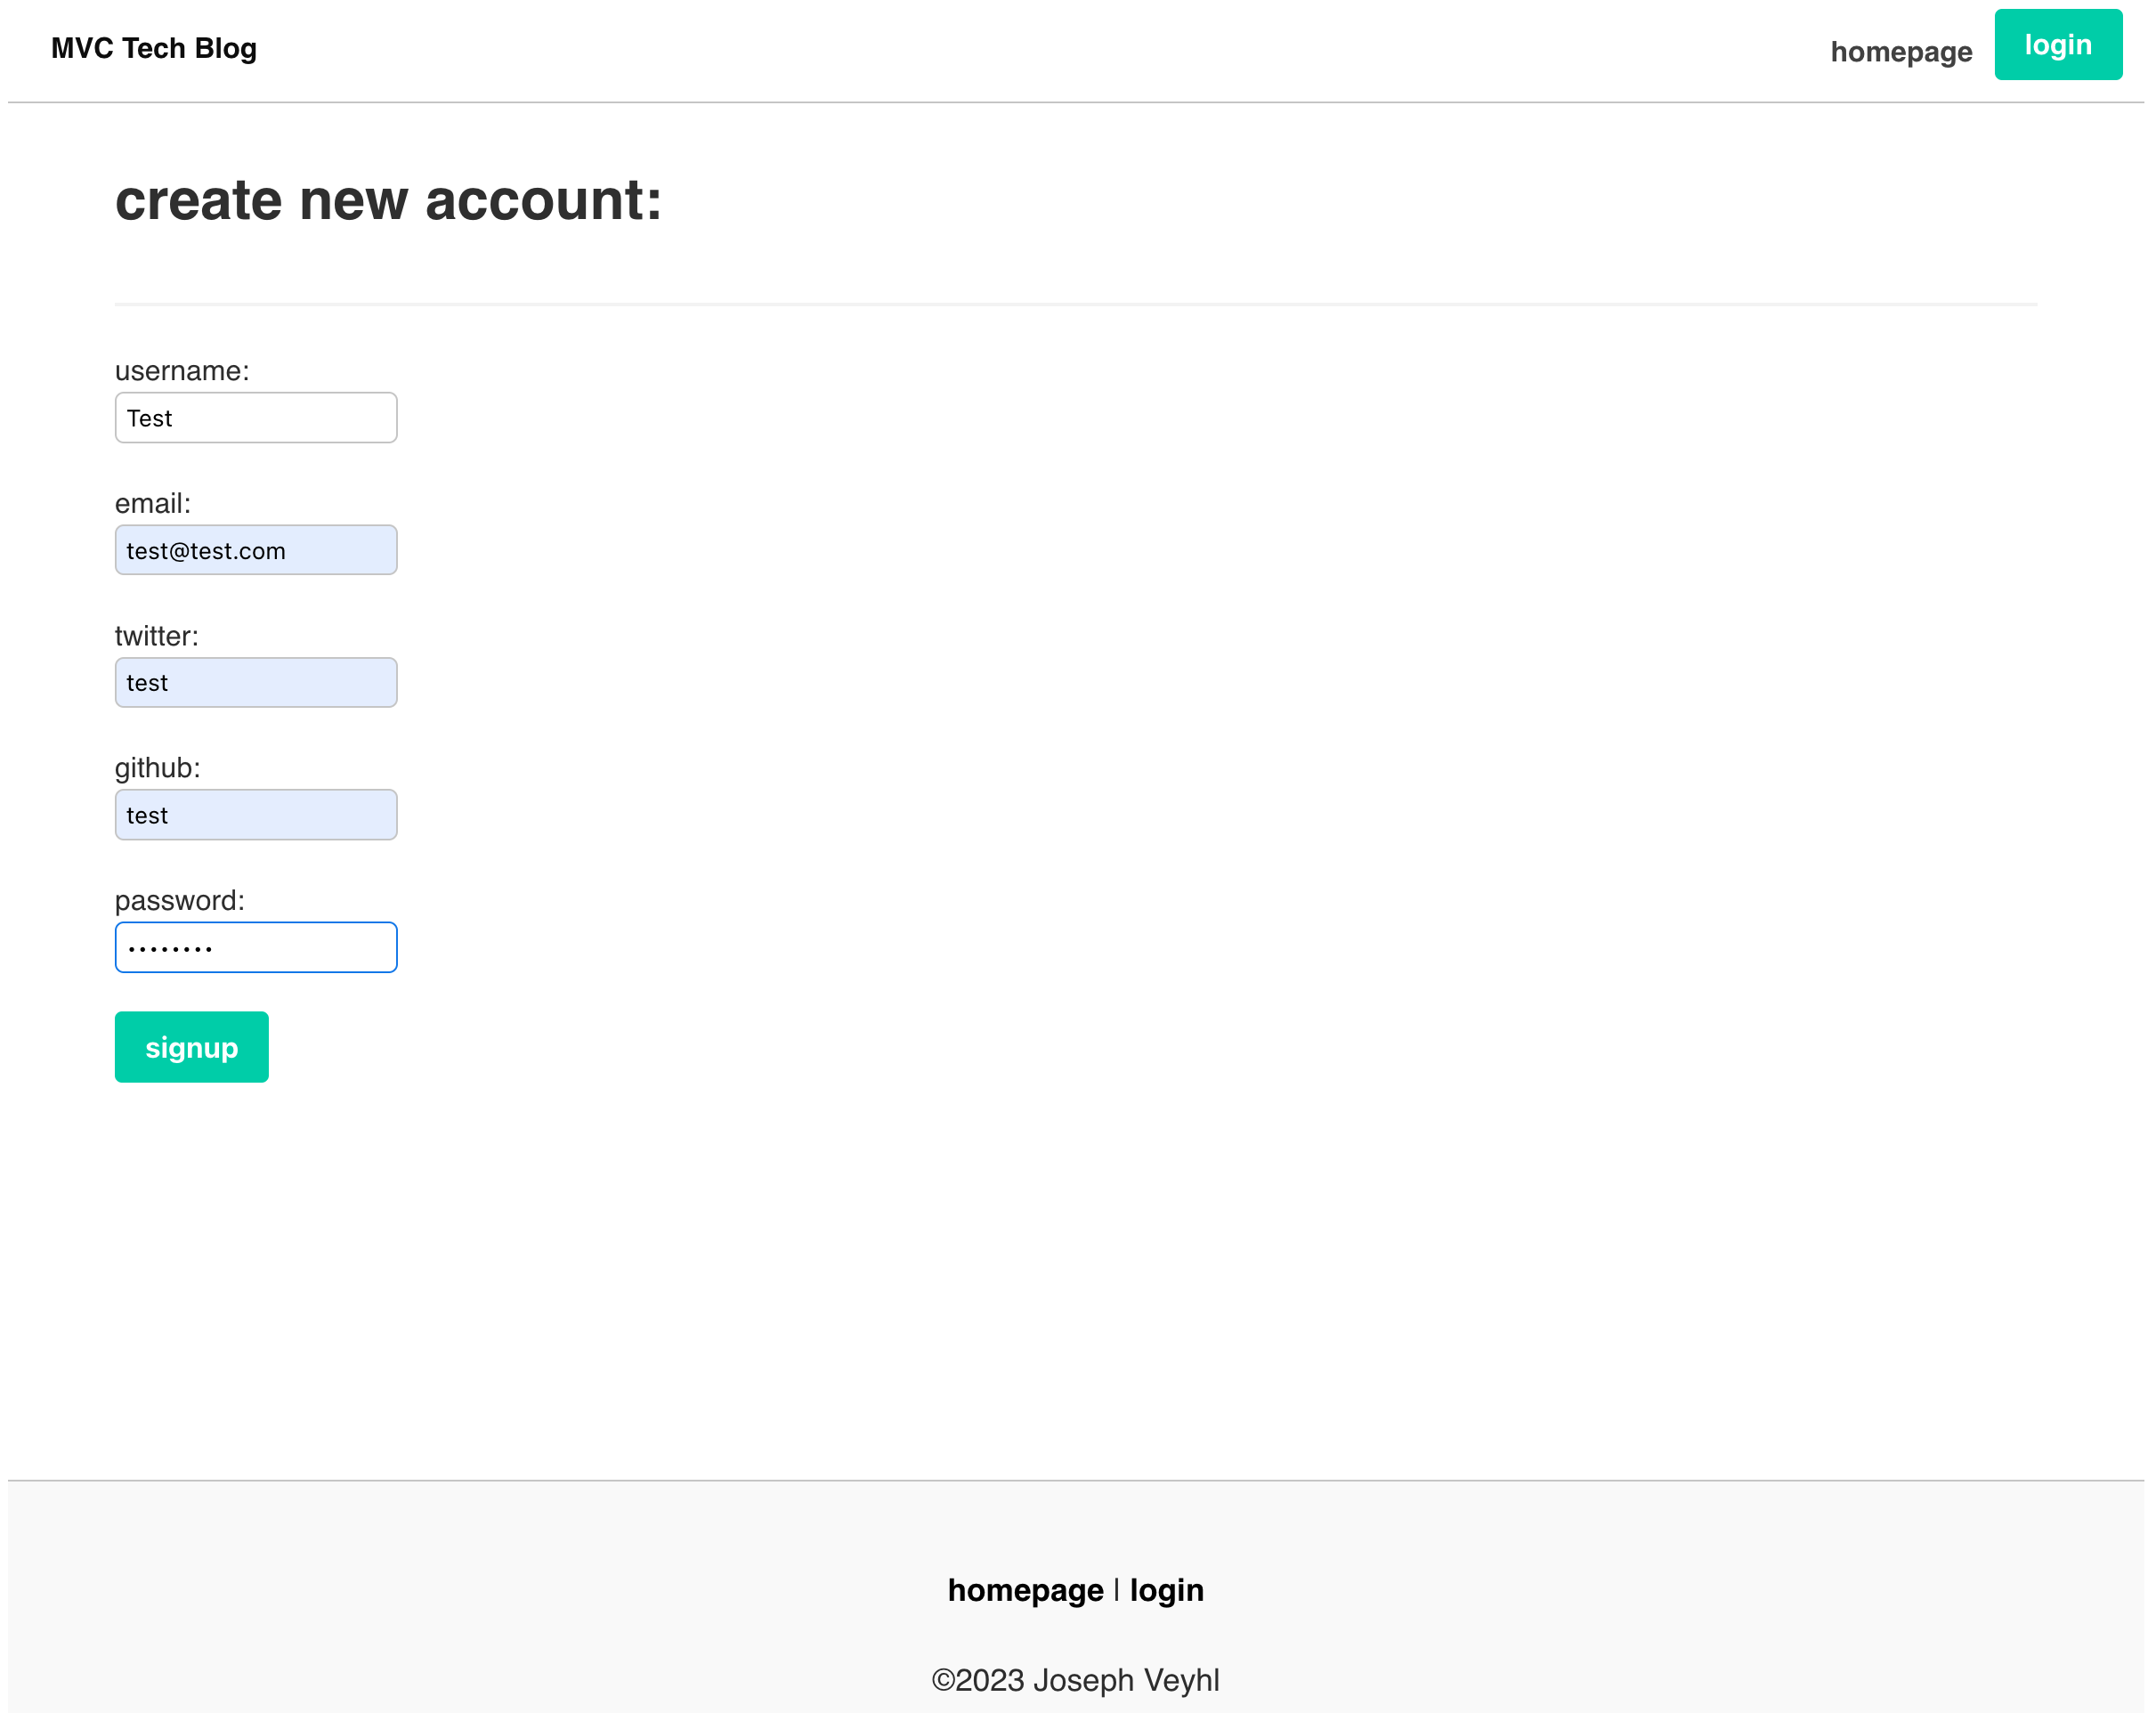 MVC Tech Blog
homepage login
create new account:
username:
Test
email:
test@test.com
twitter:
test
github:
test
password:
••••••••
signup
homepage | login
©2023 Joseph Veyhl